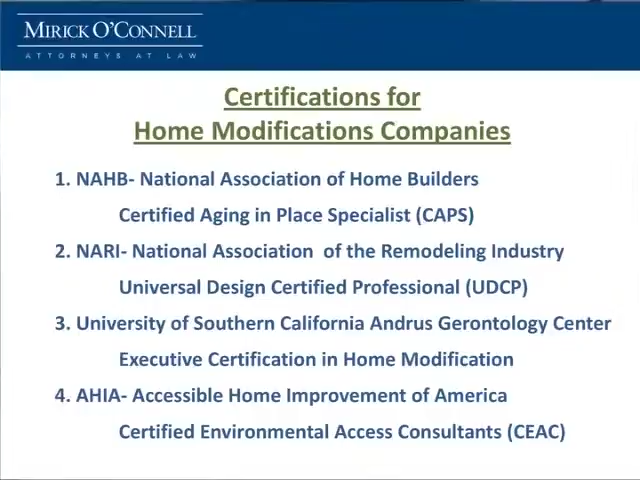 MIRICK O'CONNELL
ATTORNEYS AT LAW
Certifications for
Home Modifications Companies
1. NAHB- National Association of Home Builders
Certified Aging in Place Specialist (CAPS)
2. NARI- National Association of the Remodeling Industry
Universal Design Certified Professional (UDCP)
3. University of Southern California Andrus Gerontology Center
Executive Certification in Home Modification
4. AHIA- Accessible Home Improvement of America
Certified Environmental Access Consultants (CEAC)